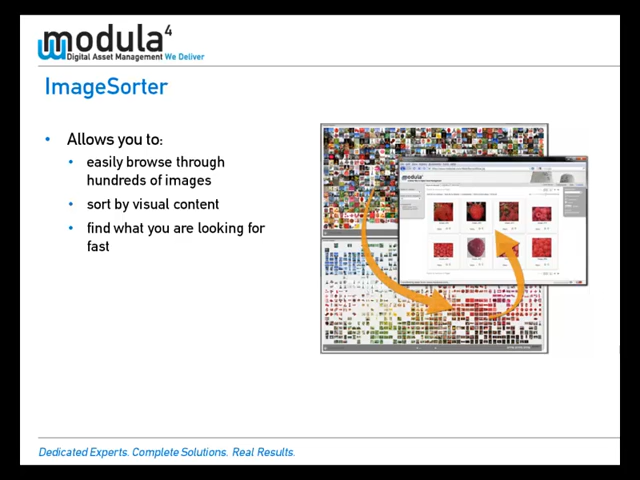 modula4
Digital Asset Management We Deliver
ImageSorter
• Allows you to:
• easily browse through
hundreds of images
• sort by visual content
• find what you are looking for
fast
modula4
Dedicated Experts. Complete Solutions. Real Results.